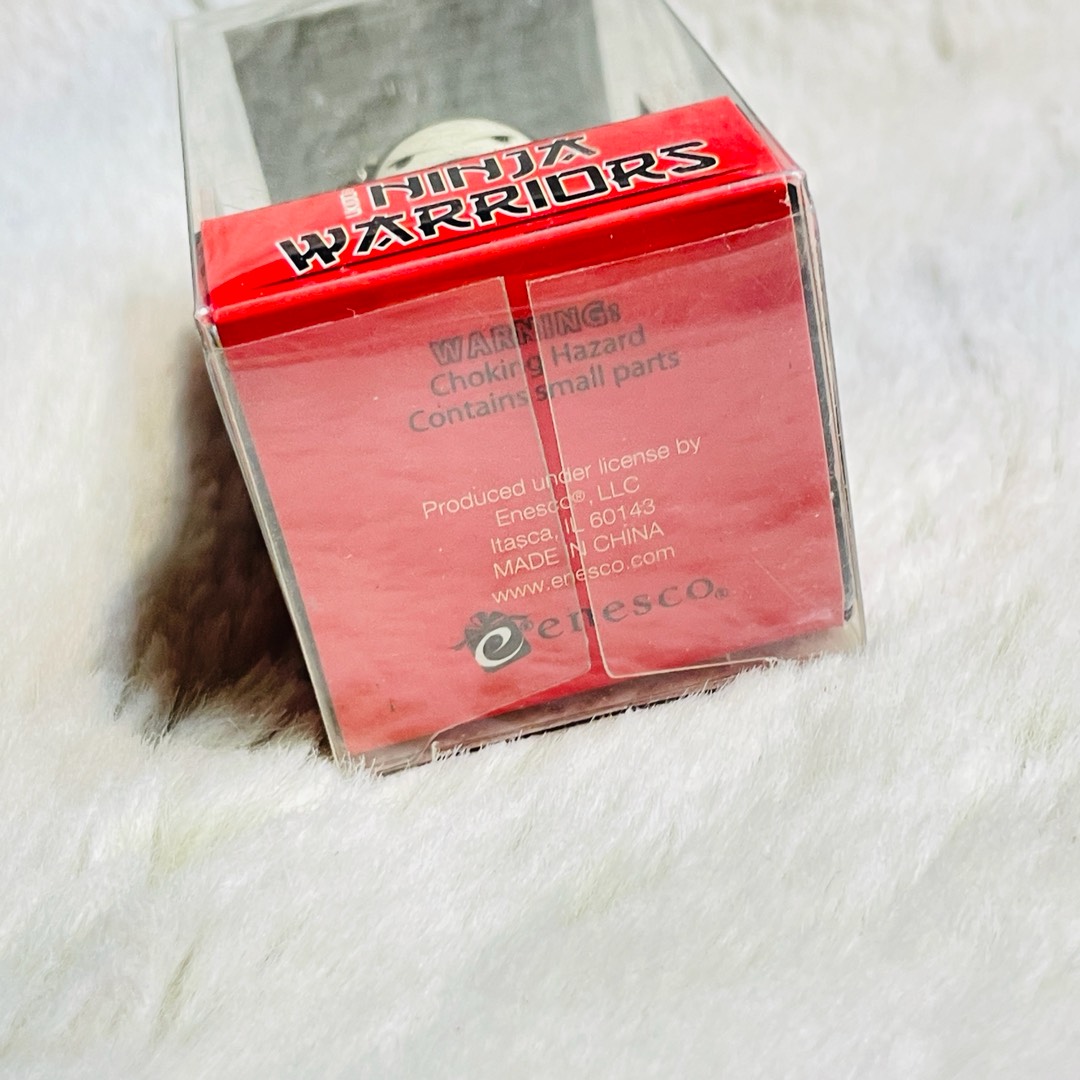 NINJA
WARRIORS
WARNING:
Choking Hazard
Contains small parts
Produced under license by
Enesco®, LLC
Itasca, IL 60143
MADE IN CHINA
www.enesco.com
enesco®